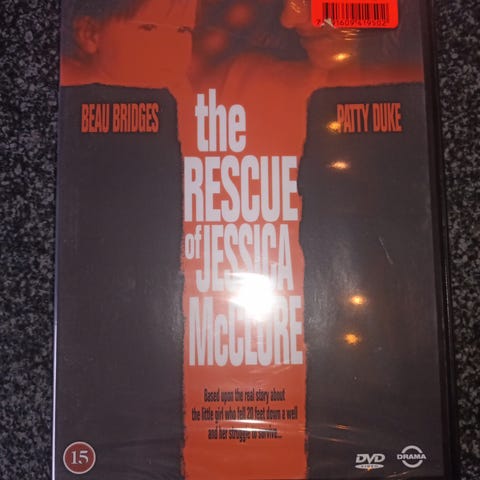 BEAU BRIDGES
PATTY DUKE
the
RESCUE
of JESSICA
McCLURE
Based upon the real story about
the little girl who fell 20 feet down a well
and her struggle to survive...
15
DVD
VIDEO
DRAMA